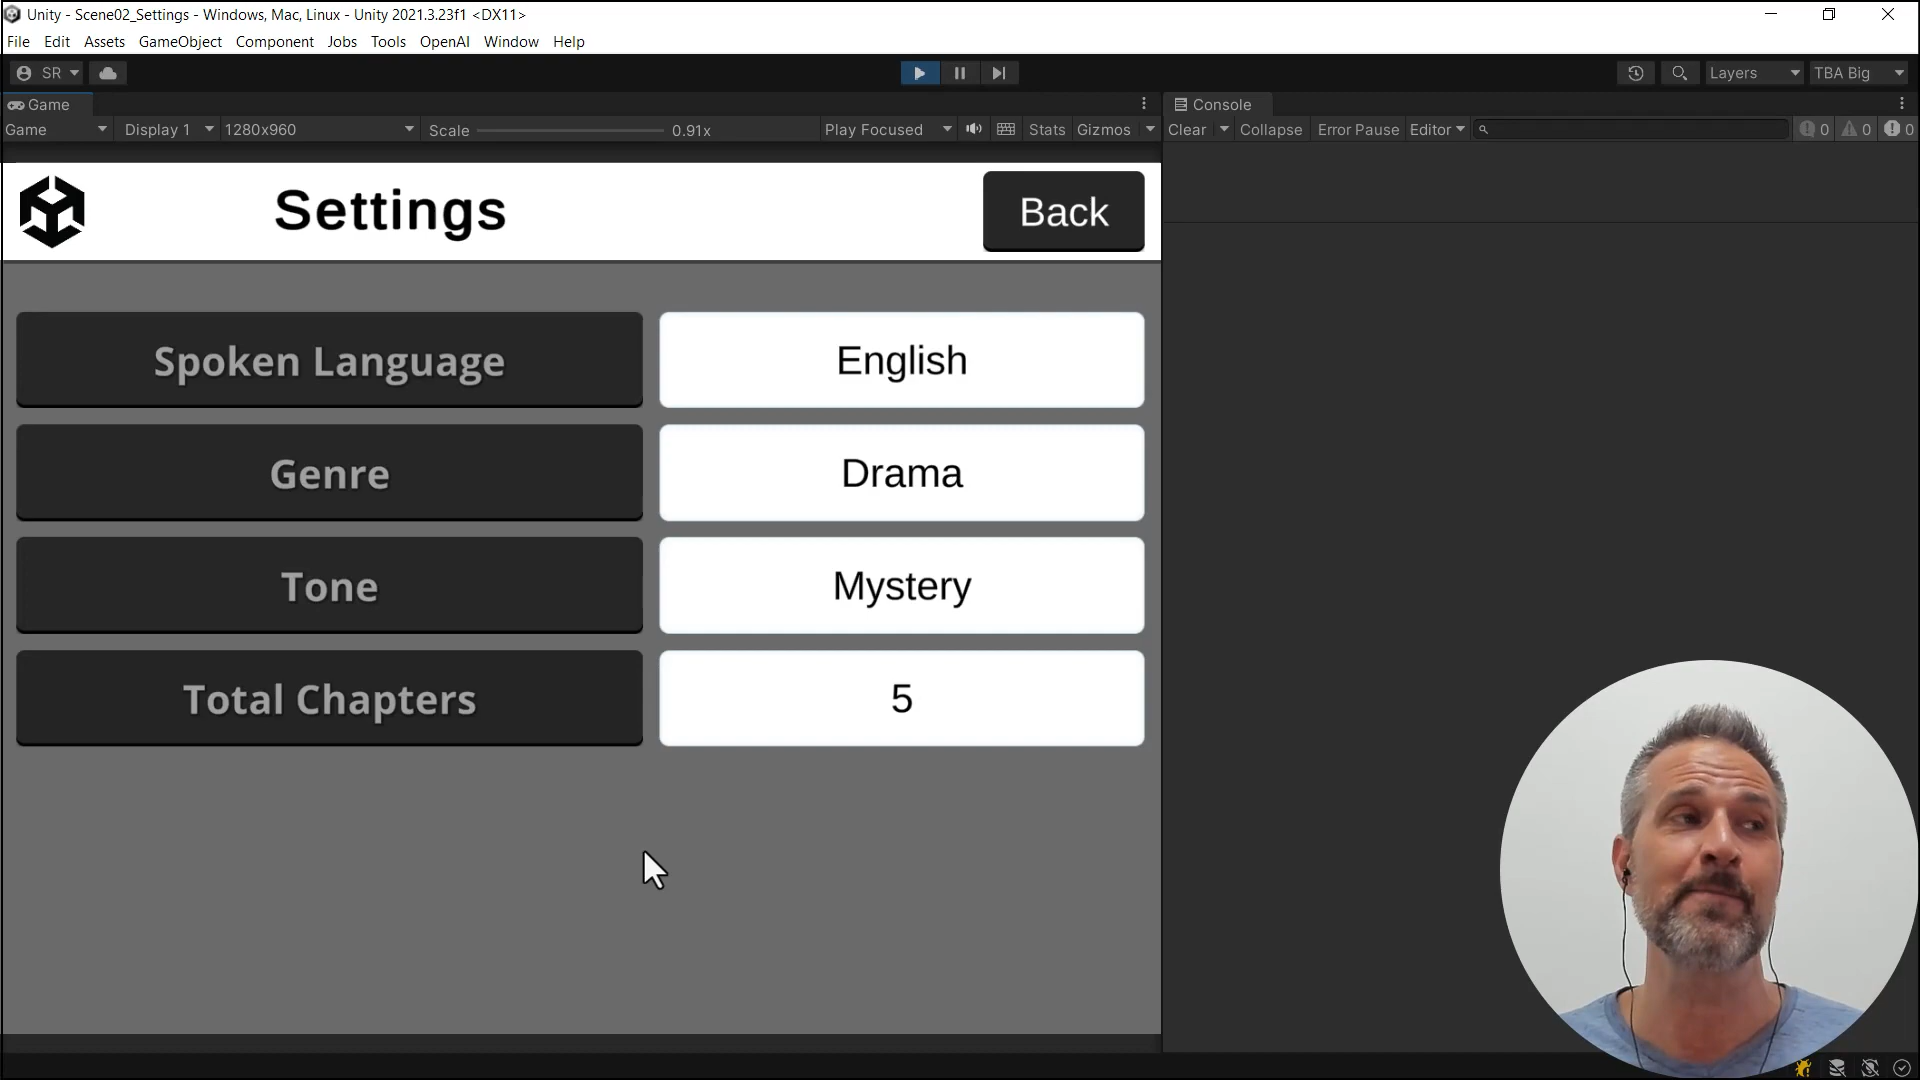 Unity - Scene02_Settings - Windows, Mac, Linux - Unity 2021.3.23f1 <DX11>
File Edit Assets GameObject Component Jobs Tools OpenAI Window Help
SR Layers TBA Big
Game Console
Game Display 1 1280x960 Scale 0.91x Play Focused Stats Gizmos Clear Collapse Error Pause Editor 0 0 0
Settings Back
Spoken Language English
Genre Drama
Tone Mystery
Total Chapters 5